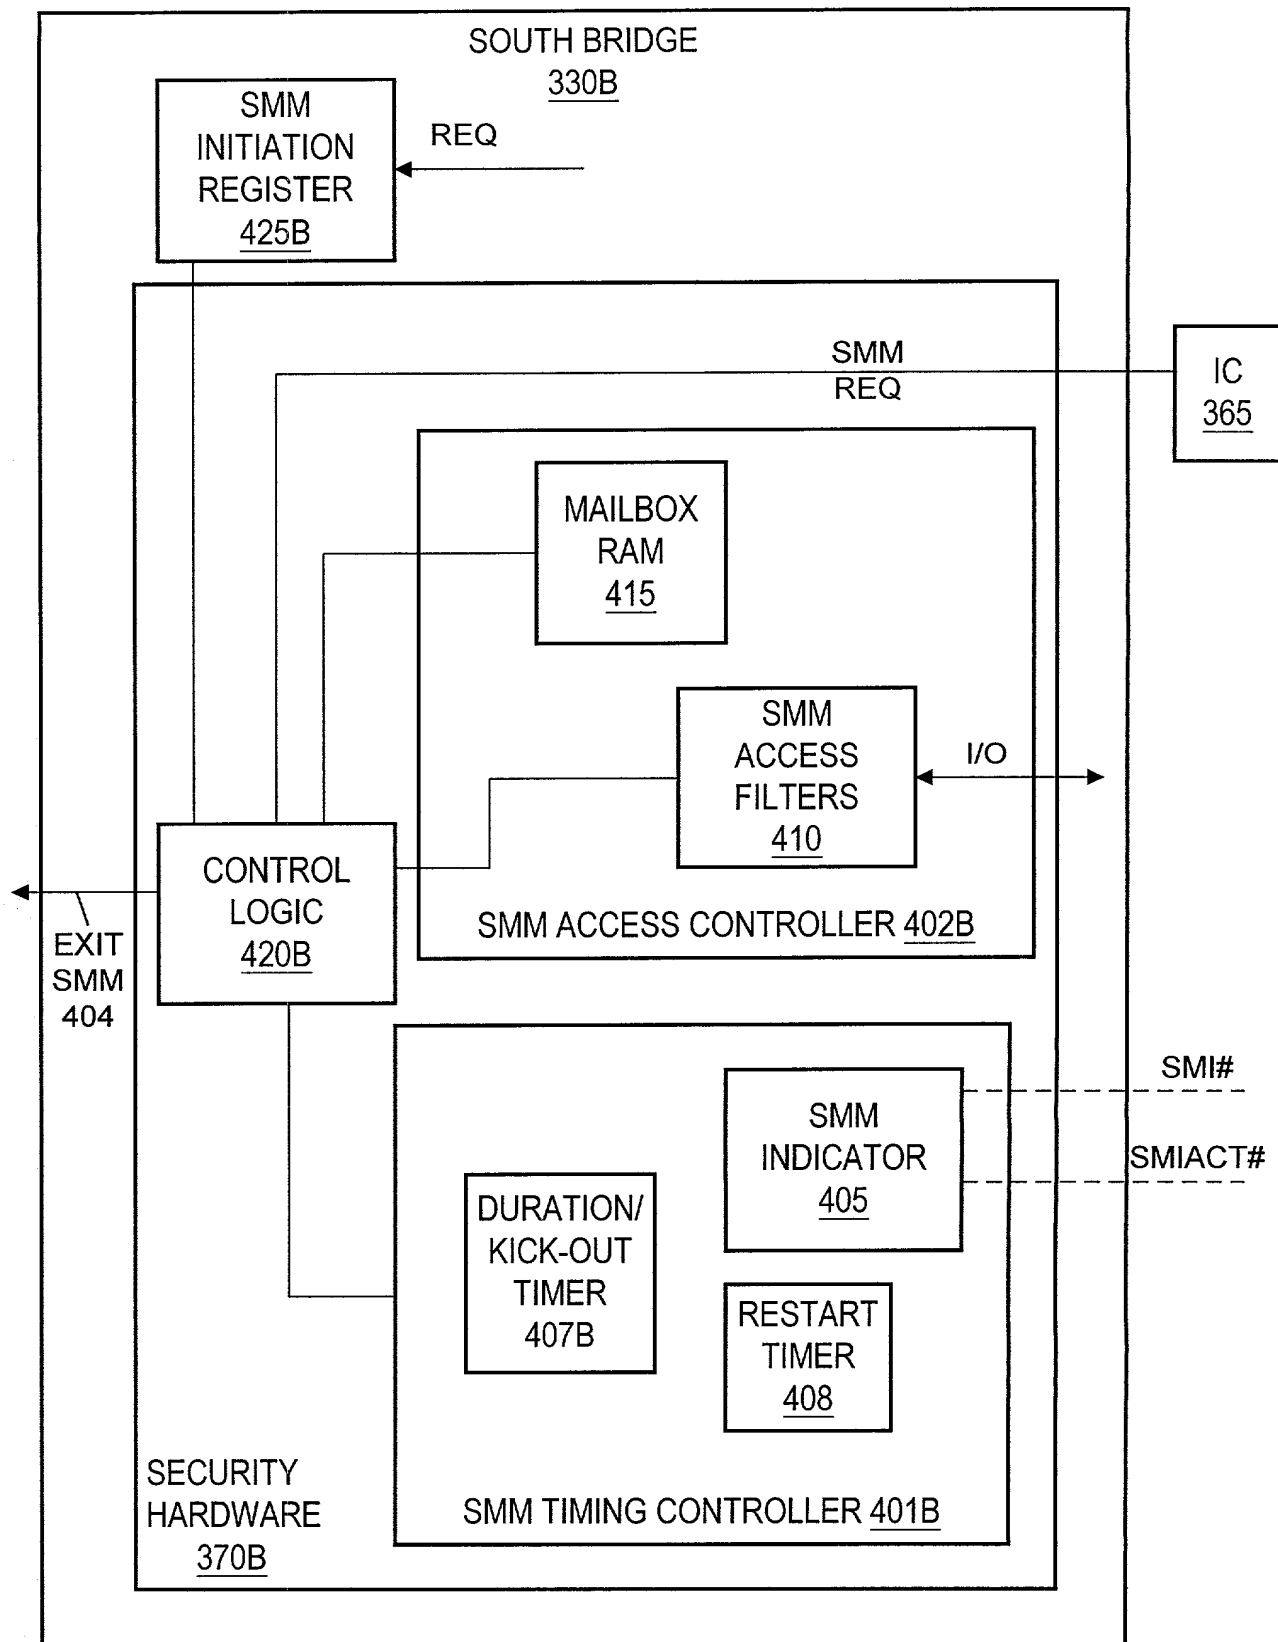 SOUTH BRIDGE
330B
SMM
INITIATION
REGISTER
425B
REQ
SMM
REQ
IC
365
MAILBOX
RAM
415
SMM
ACCESS
FILTERS
410
I/O
SMM ACCESS CONTROLLER 402B
CONTROL
LOGIC
420B
EXIT
SMM
404
SMI#
SMIACT#
SMM
INDICATOR
405
DURATION/
KICK-OUT
TIMER
407B
RESTART
TIMER
408
SMM TIMING CONTROLLER 401B
SECURITY
HARDWARE
370B